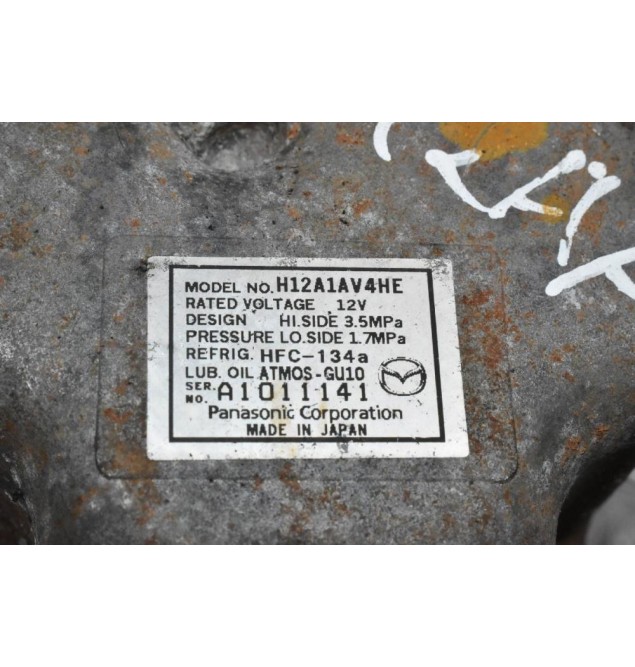 MODEL NO. H12A1AV4HE
RATED VOLTAGE 12V
DESIGN HI.SIDE 3.5MPa
PRESSURE LO.SIDE 1.7MPa
REFRIG. HFC-134a
LUB. OIL ATMOS-GU10
SER. NO. A1011141
Panasonic Corporation
MADE IN JAPAN